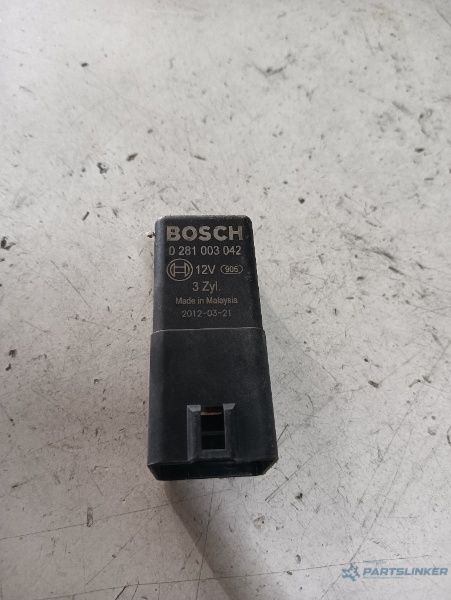 BOSCH
0 281 003 042
12V 905
3 Zyl.
Made in Malaysia
2012-03-21
PARTSLINKER